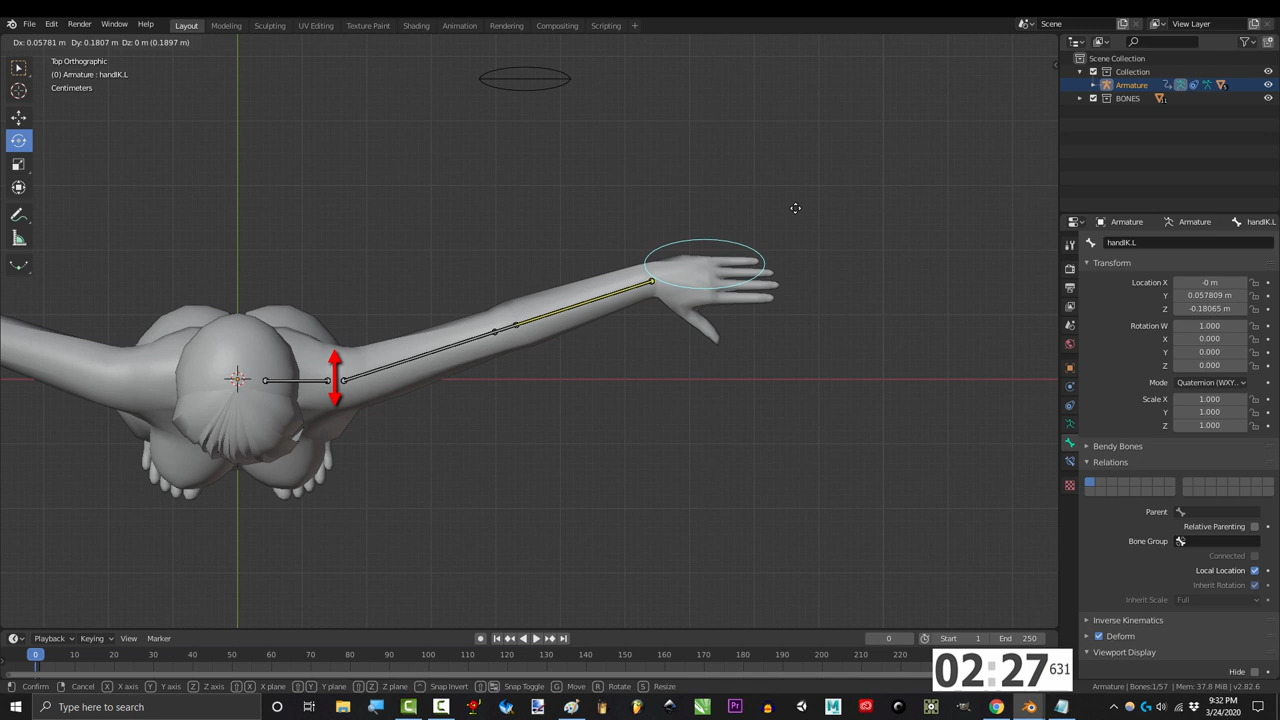 File Edit Render Window Help Layout Modeling Sculpting UV Editing Texture Paint Shading Animation Rendering Compositing Scripting + Scene View Layer
Dx: 0.05781 m Dy: 0.1807 m Dz: 0 m (0.1897 m)
Top Orthographic
(0) Armature : handIK.L
Centimeters
Scene Collection
Collection
Armature
BONES
Armature Armature handIK.L
handIK.L
Transform
Location X -0 m
Y 0.057809 m
Z -0.18065 m
Rotation W 1.000
X 0.000
Y 0.000
Z 0.000
Mode Quaternion (WXY..
Scale X 1.000
Y 1.000
Z 1.000
Bendy Bones
Relations
Parent
Relative Parenting
Bone Group
Connected
Local Location
Inherit Rotation
Inherit Scale Full
Inverse Kinematics
Deform
Viewport Display
Hide
Playback Keying View Marker 0 Start 1 End 250
0 10 20 30 40 50 60 70 80 90 100 110 120 130 140 150 160 170 180 190 200 210 220
02:27 631
Confirm Cancel X X axis Y Y axis Z Z axis X X plane Y Y plane Z Z plane Snap Invert Snap Toggle G Move R Rotate S Resize Armature | Bones:1/57 | Mem: 37.8 MiB | v2.82.6
Type here to search 9:32 PM
3/24/2020